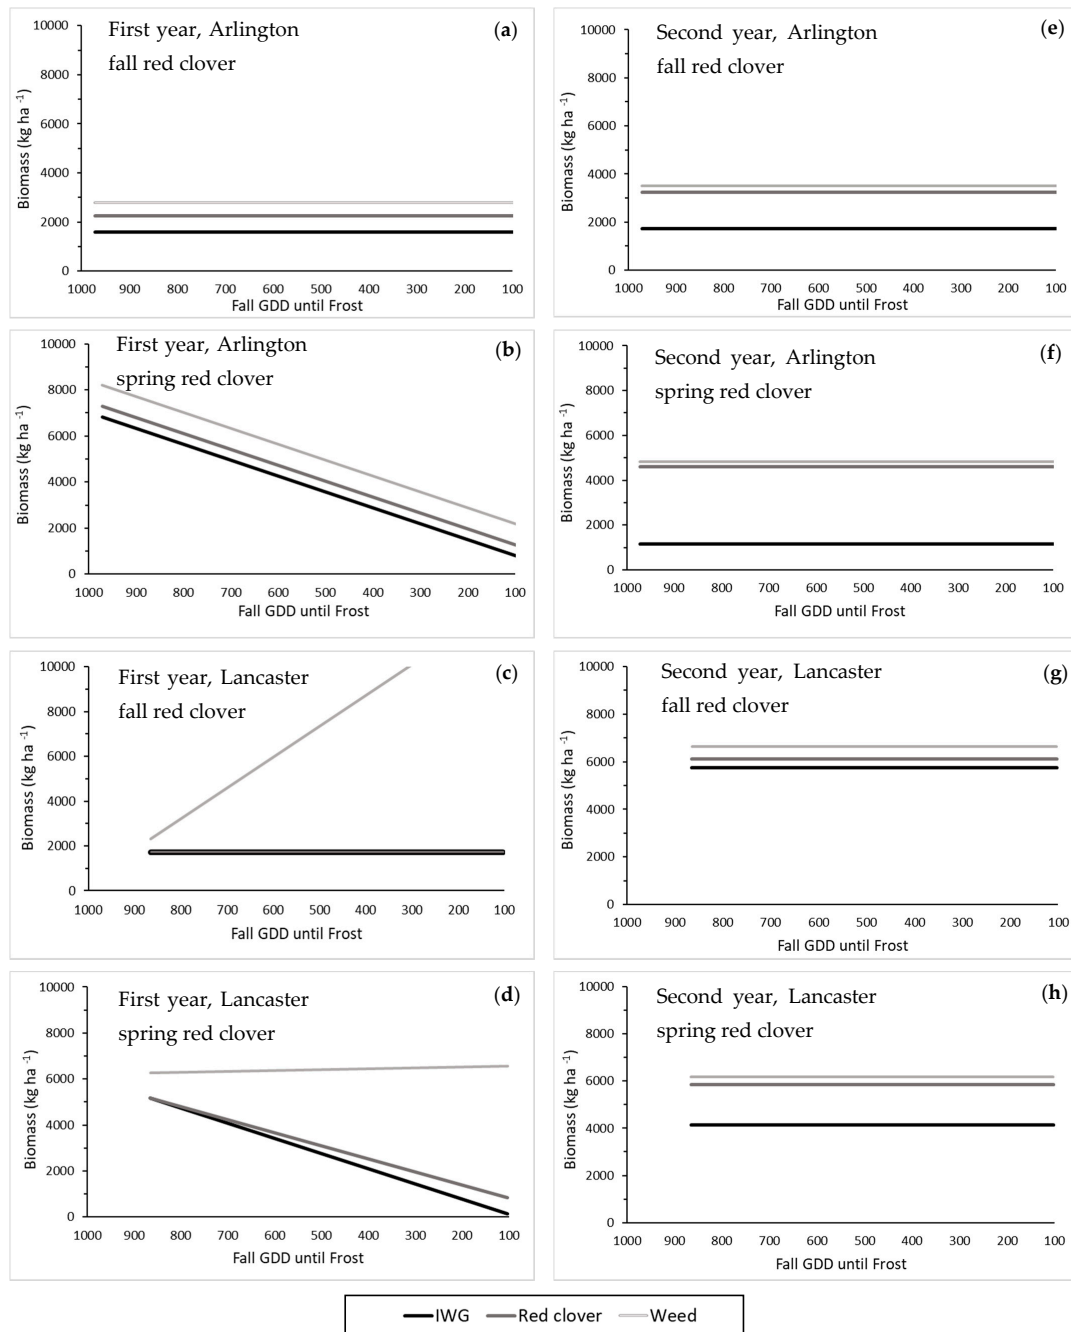 First year, Arlington
fall red clover
(a)
Biomass (kg ha -1)
10000
8000
6000
4000
2000
0
1000 900 800 700 600 500 400 300 200 100
Fall GDD until Frost
Second year, Arlington
fall red clover
(e)
Biomass (kg ha -1)
10000
8000
6000
4000
2000
0
1000 900 800 700 600 500 400 300 200 100
Fall GDD until Frost
First year, Arlington
spring red clover
(b)
Biomass (kg ha -1)
10000
8000
6000
4000
2000
0
1000 900 800 700 600 500 400 300 200 100
Fall GDD until Frost
Second year, Arlington
spring red clover
(f)
Biomass (kg ha -1)
10000
8000
6000
4000
2000
0
1000 900 800 700 600 500 400 300 200 100
Fall GDD until Frost
First year, Lancaster
fall red clover
(c)
Biomass (kg ha -1)
10000
8000
6000
4000
2000
0
1000 900 800 700 600 500 400 300 200 100
Fall GDD until Frost
Second year, Lancaster
fall red clover
(g)
Biomass (kg ha -1)
10000
8000
6000
4000
2000
0
1000 900 800 700 600 500 400 300 200 100
Fall GDD until Frost
First year, Lancaster
spring red clover
(d)
Biomass (kg ha -1)
10000
8000
6000
4000
2000
0
1000 900 800 700 600 500 400 300 200 100
Fall GDD until Frost
Second year, Lancaster
spring red clover
(h)
Biomass (kg ha -1)
10000
8000
6000
4000
2000
0
1000 900 800 700 600 500 400 300 200 100
Fall GDD until Frost
IWG Red clover Weed